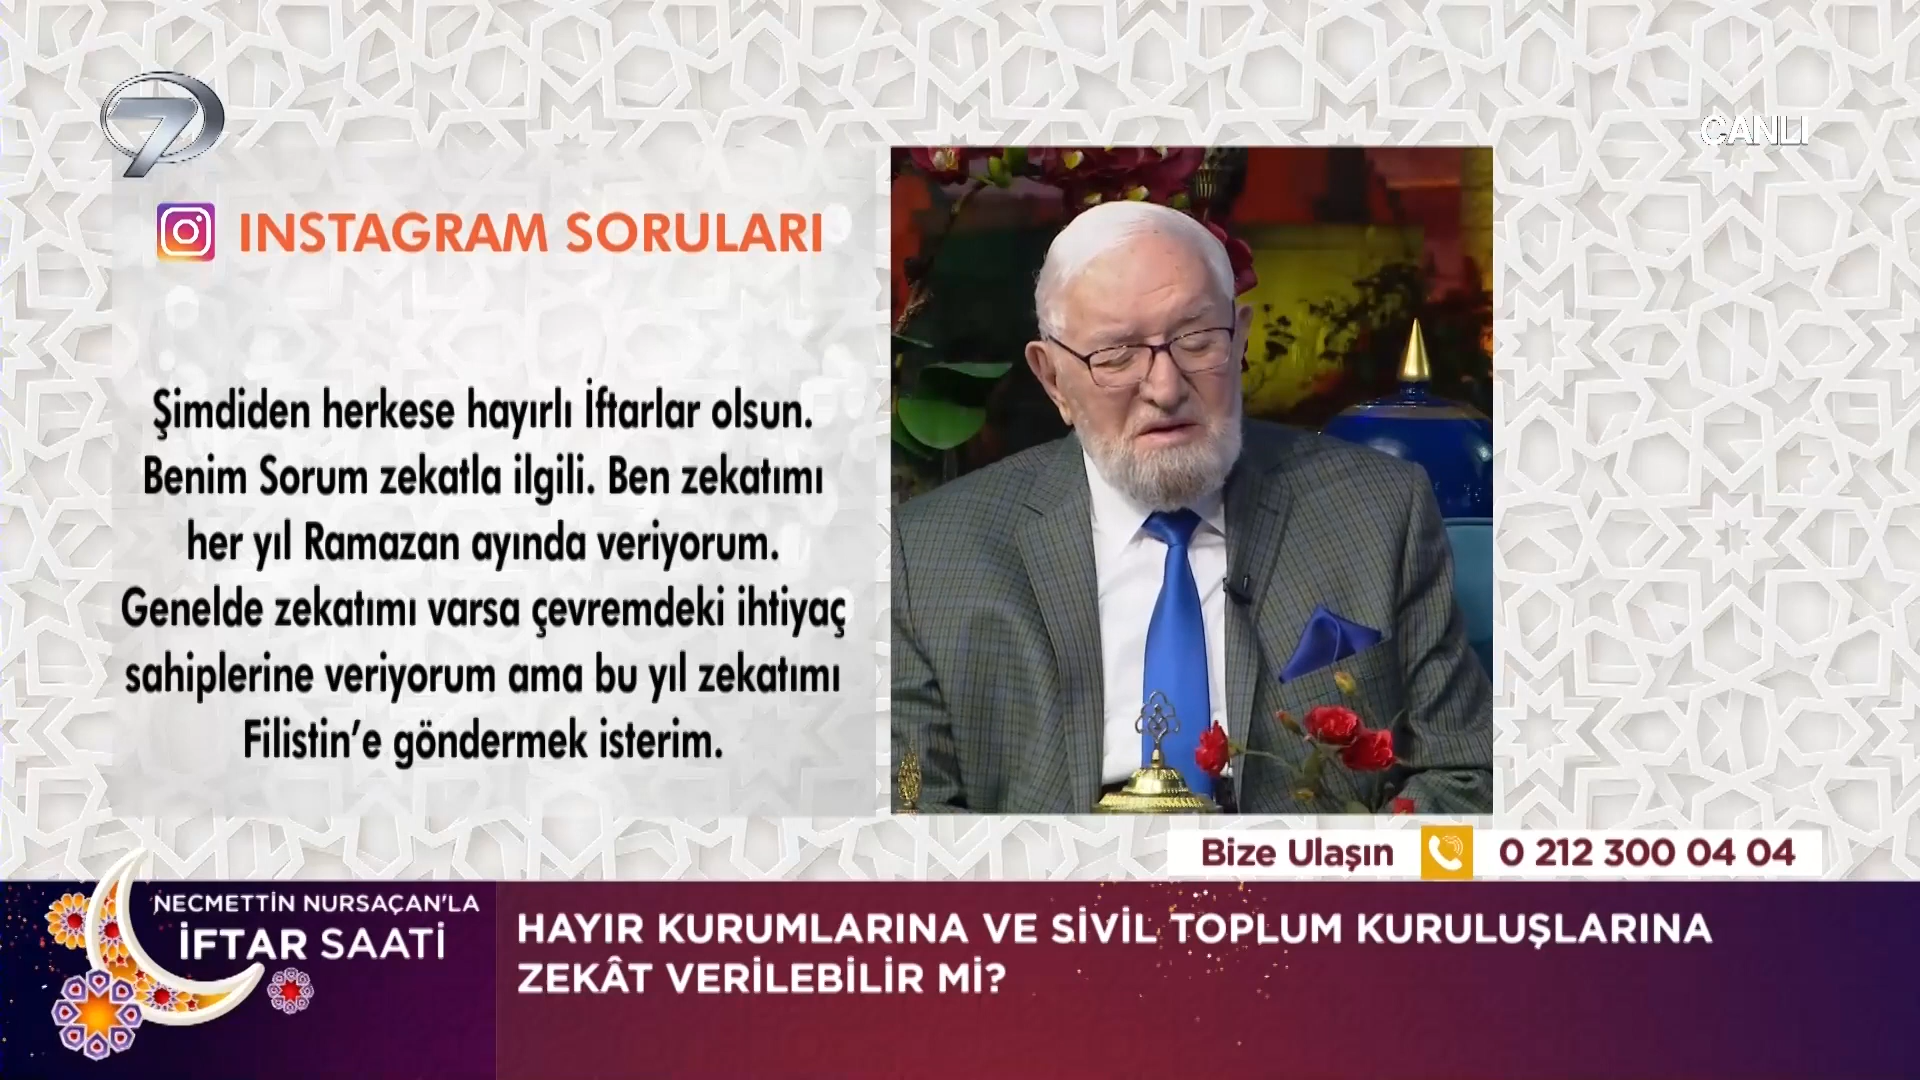 7
CANLI
INSTAGRAM SORULARI
Şimdiden herkese hayırlı İftarlar olsun.
Benim Sorum zekatla ilgili. Ben zekatımı
her yıl Ramazan ayında veriyorum.
Genelde zekatımı varsa çevremdeki ihtiyaç
sahiplerine veriyorum ama bu yıl zekatımı
Filistin’e göndermek isterim.
Bize Ulaşın 0 212 300 04 04
NECMETTİN NURSAÇAN'LA
İFTAR SAATİ
HAYIR KURUMLARINA VE SİVİL TOPLUM KURULUŞLARINA
ZEKÂT VERİLEBİLİR Mİ?